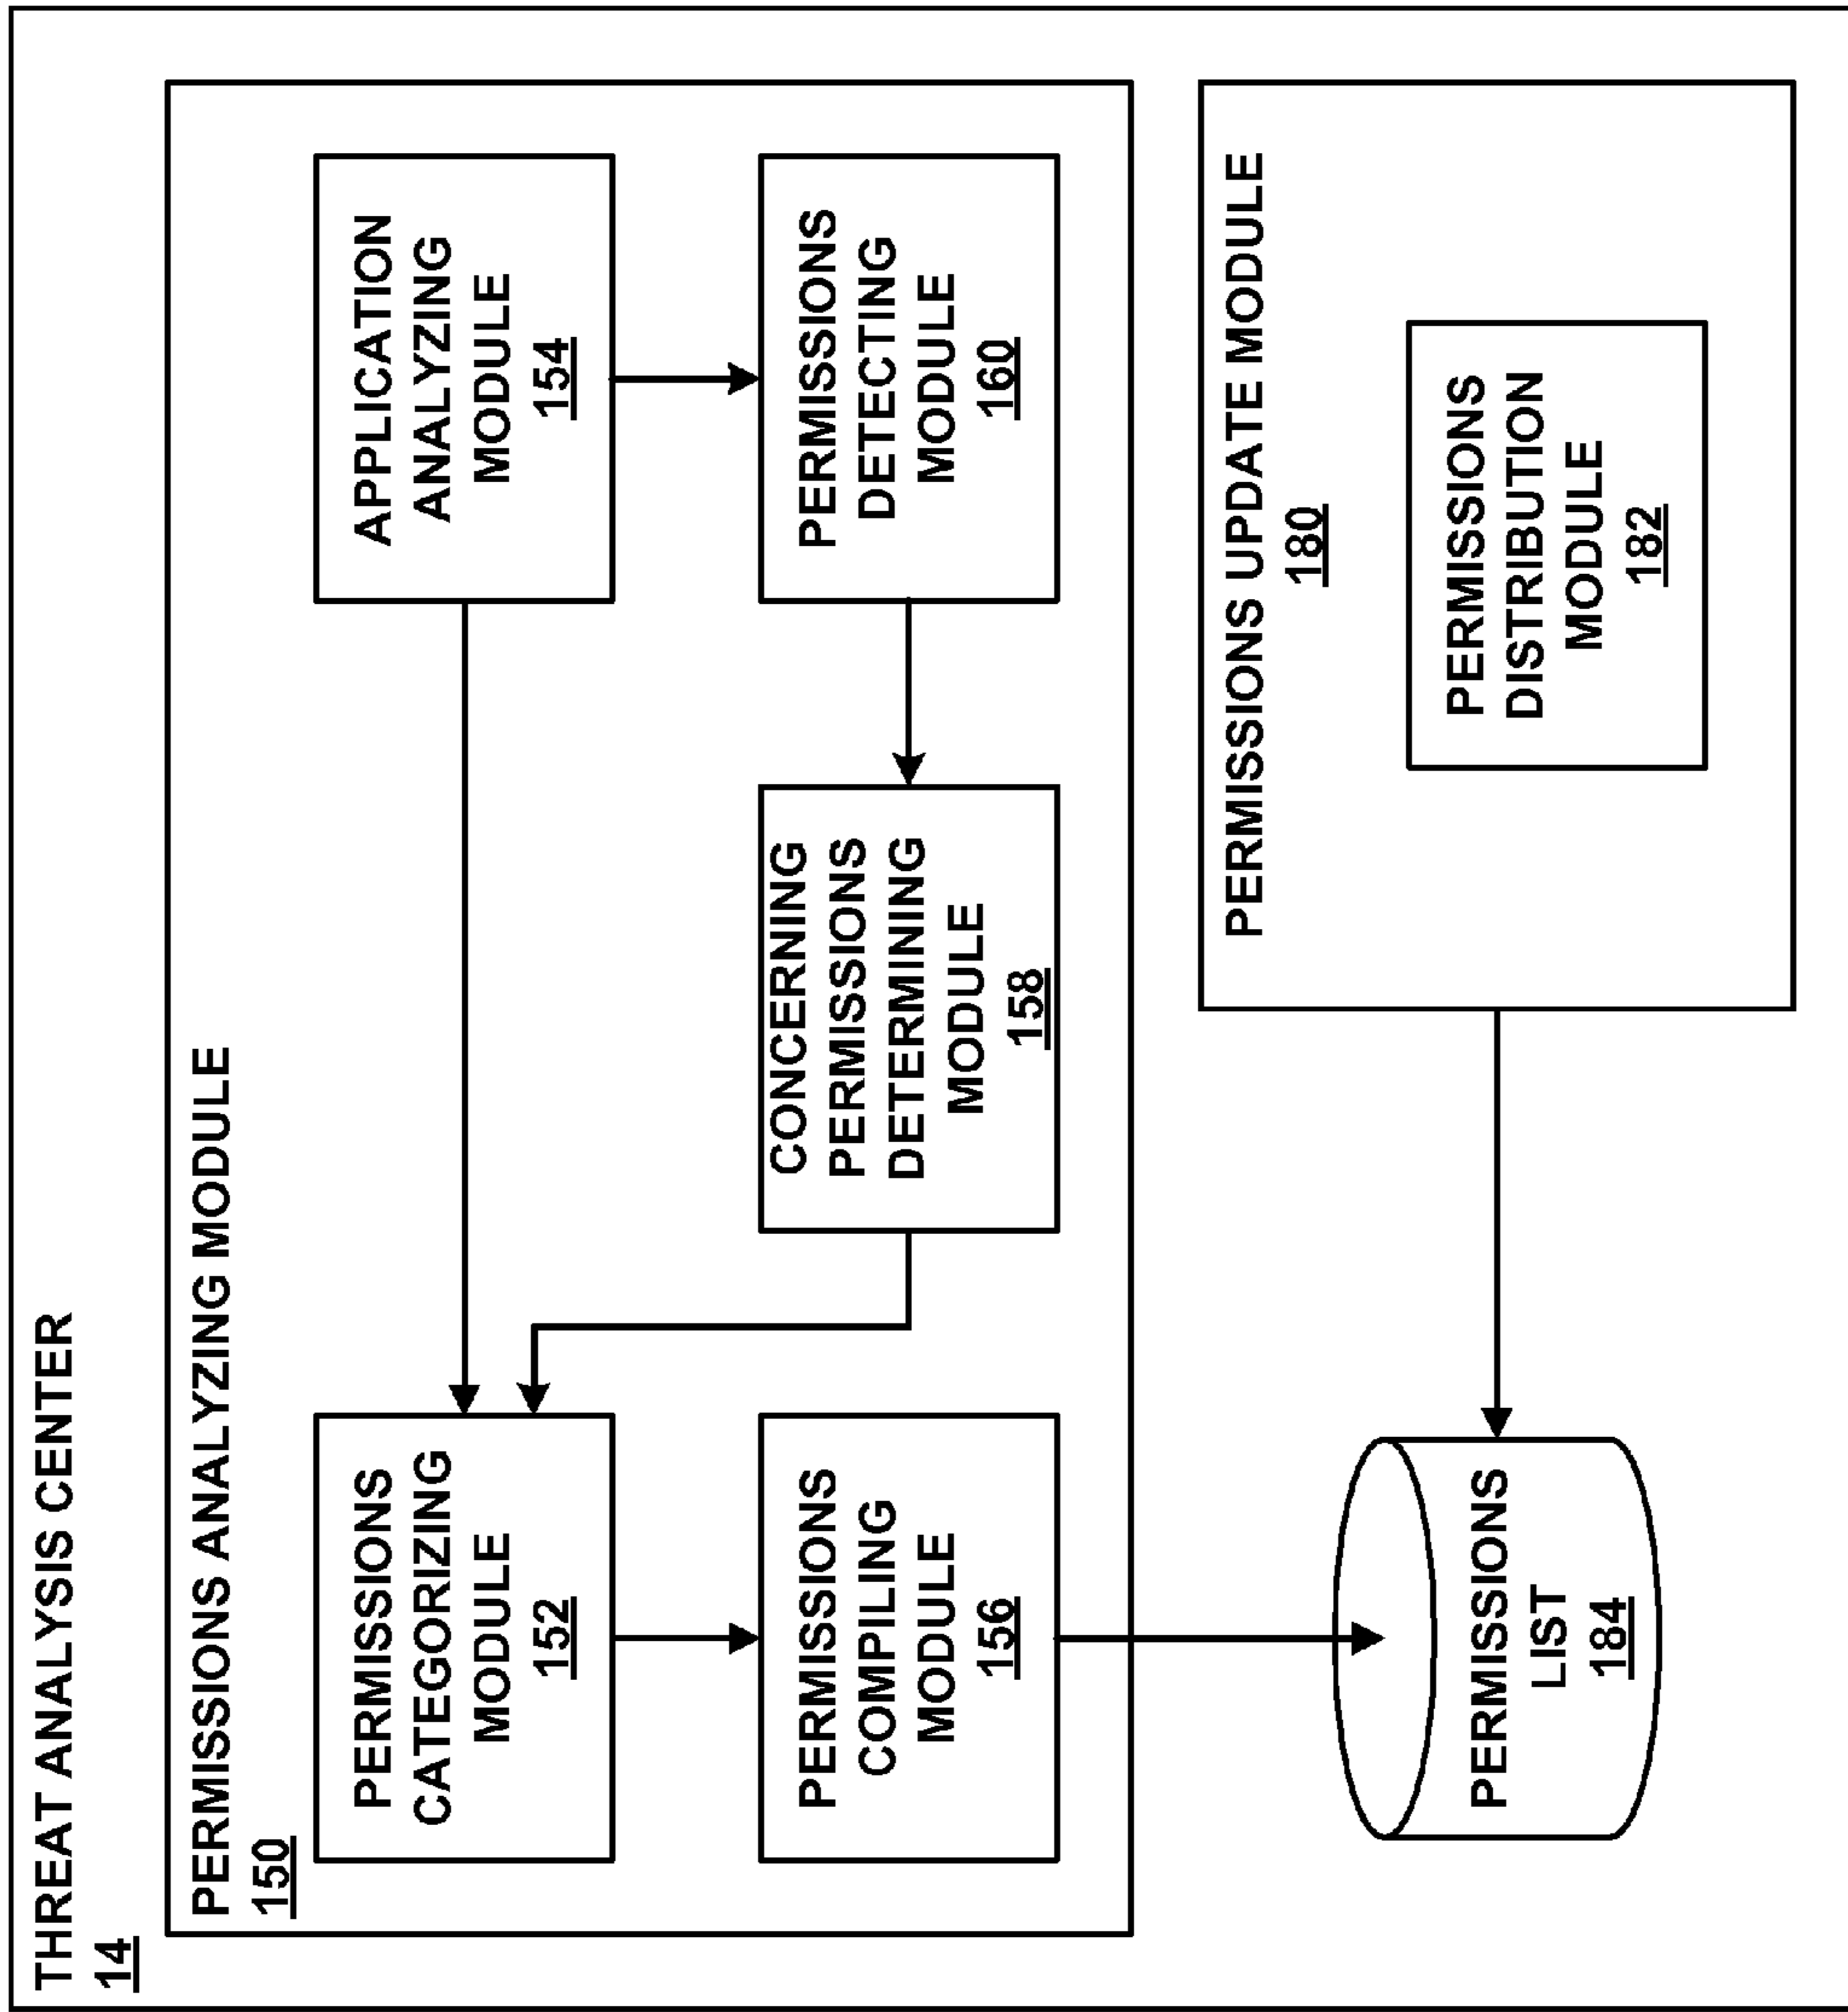 THREAT ANALYSIS CENTER
14
PERMISSIONS ANALYZING MODULE
150
PERMISSIONS
CATEGORIZING
MODULE
152
APPLICATION
ANALYZING
MODULE
154
PERMISSIONS
COMPILING
MODULE
156
CONCERNING
PERMISSIONS
DETERMINING
MODULE
158
PERMISSIONS
DETECTING
MODULE
160
PERMISSIONS
LIST
184
PERMISSIONS UPDATE MODULE
180
PERMISSIONS
DISTRIBUTION
MODULE
182